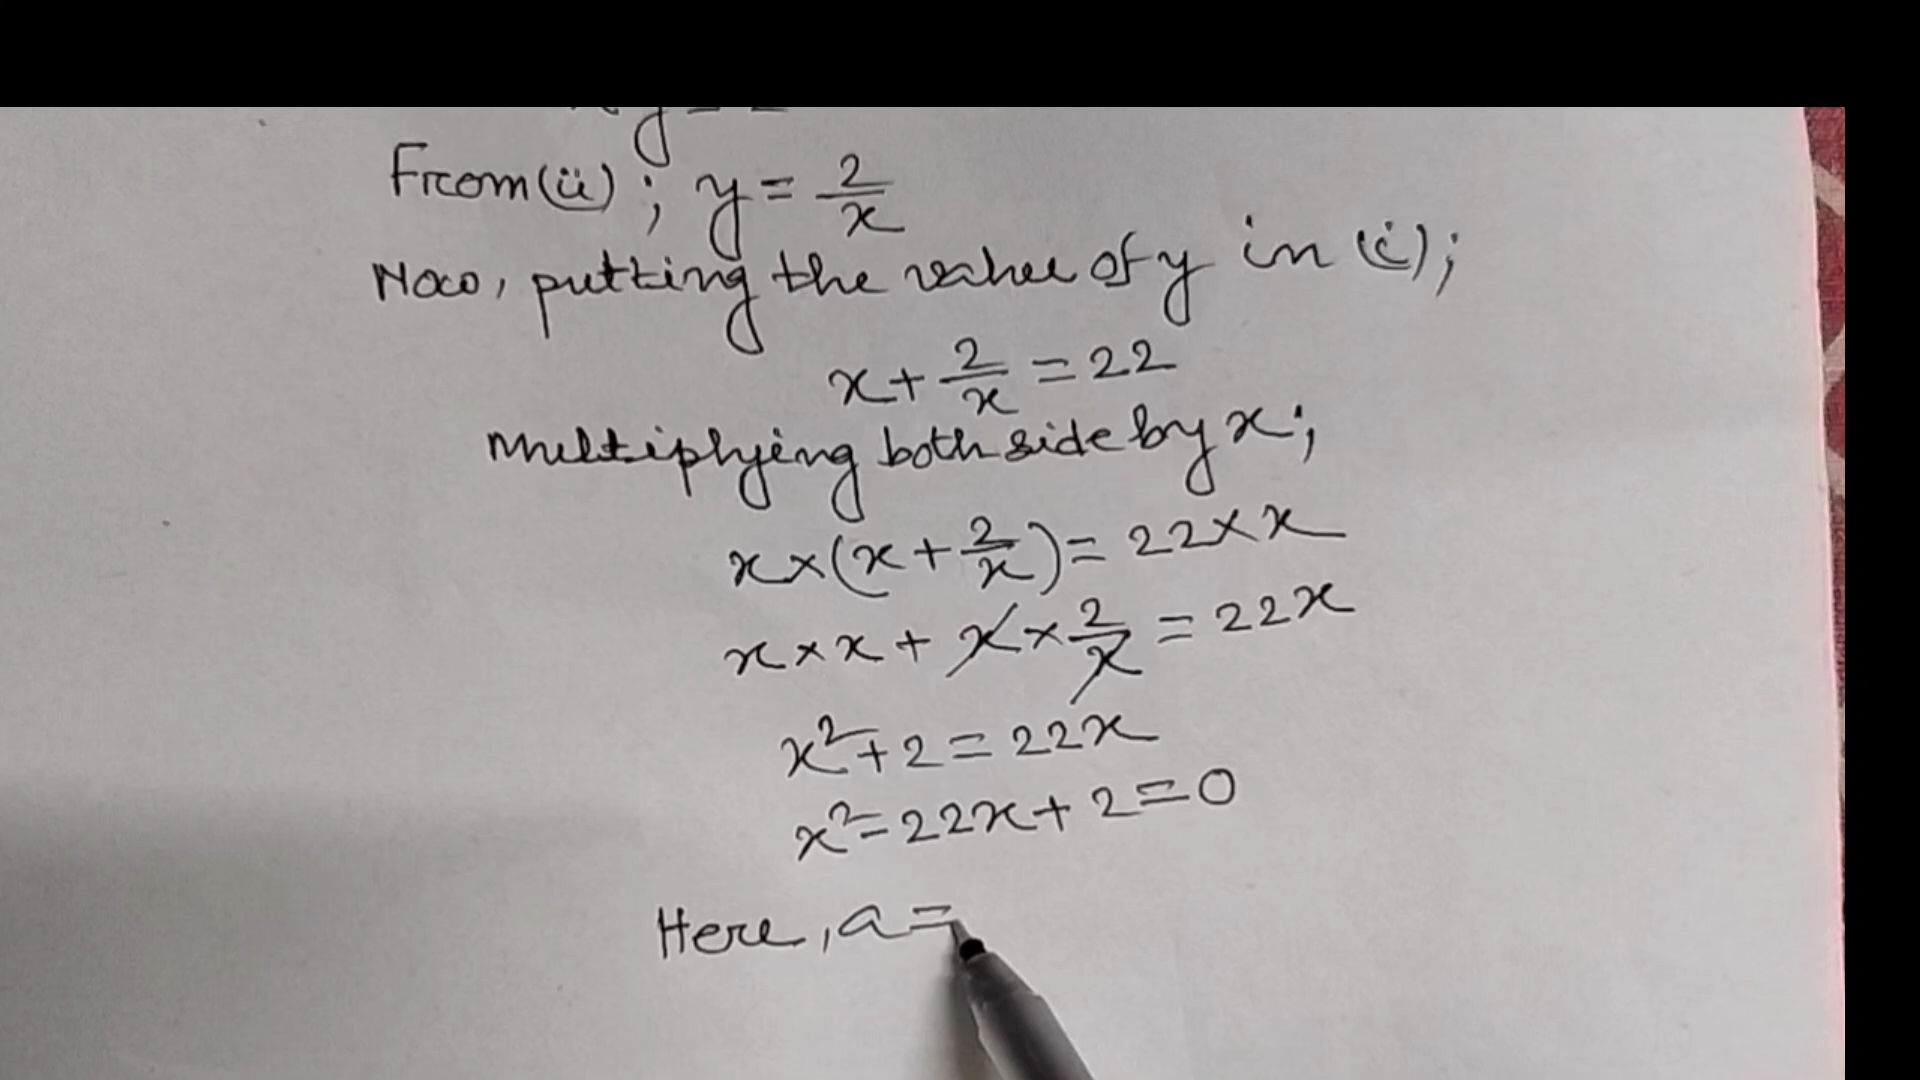 From (ii); y = 2/x
Now, putting the value of y in (i);
x + 2/x = 22
Multiplying both side by x;
x × (x + 2/x) = 22 × x
x × x + x × 2/x = 22x
x² + 2 = 22x
x² - 22x + 2 = 0
Here, a =